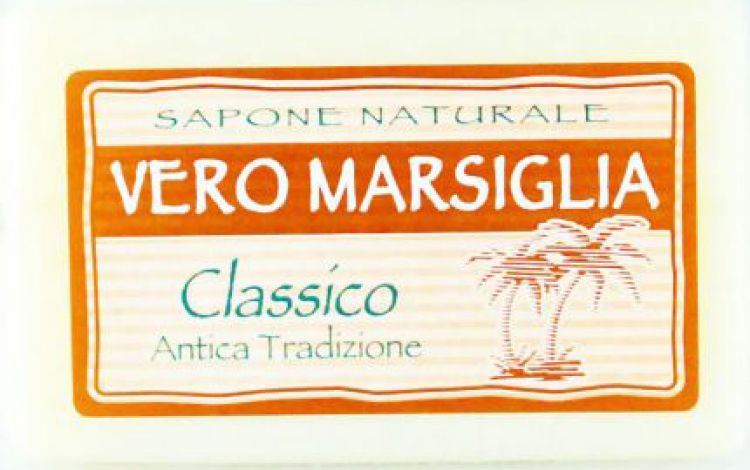 SAPONE NATURALE
VERO MARSIGLIA
Classico
Antica Tradizione